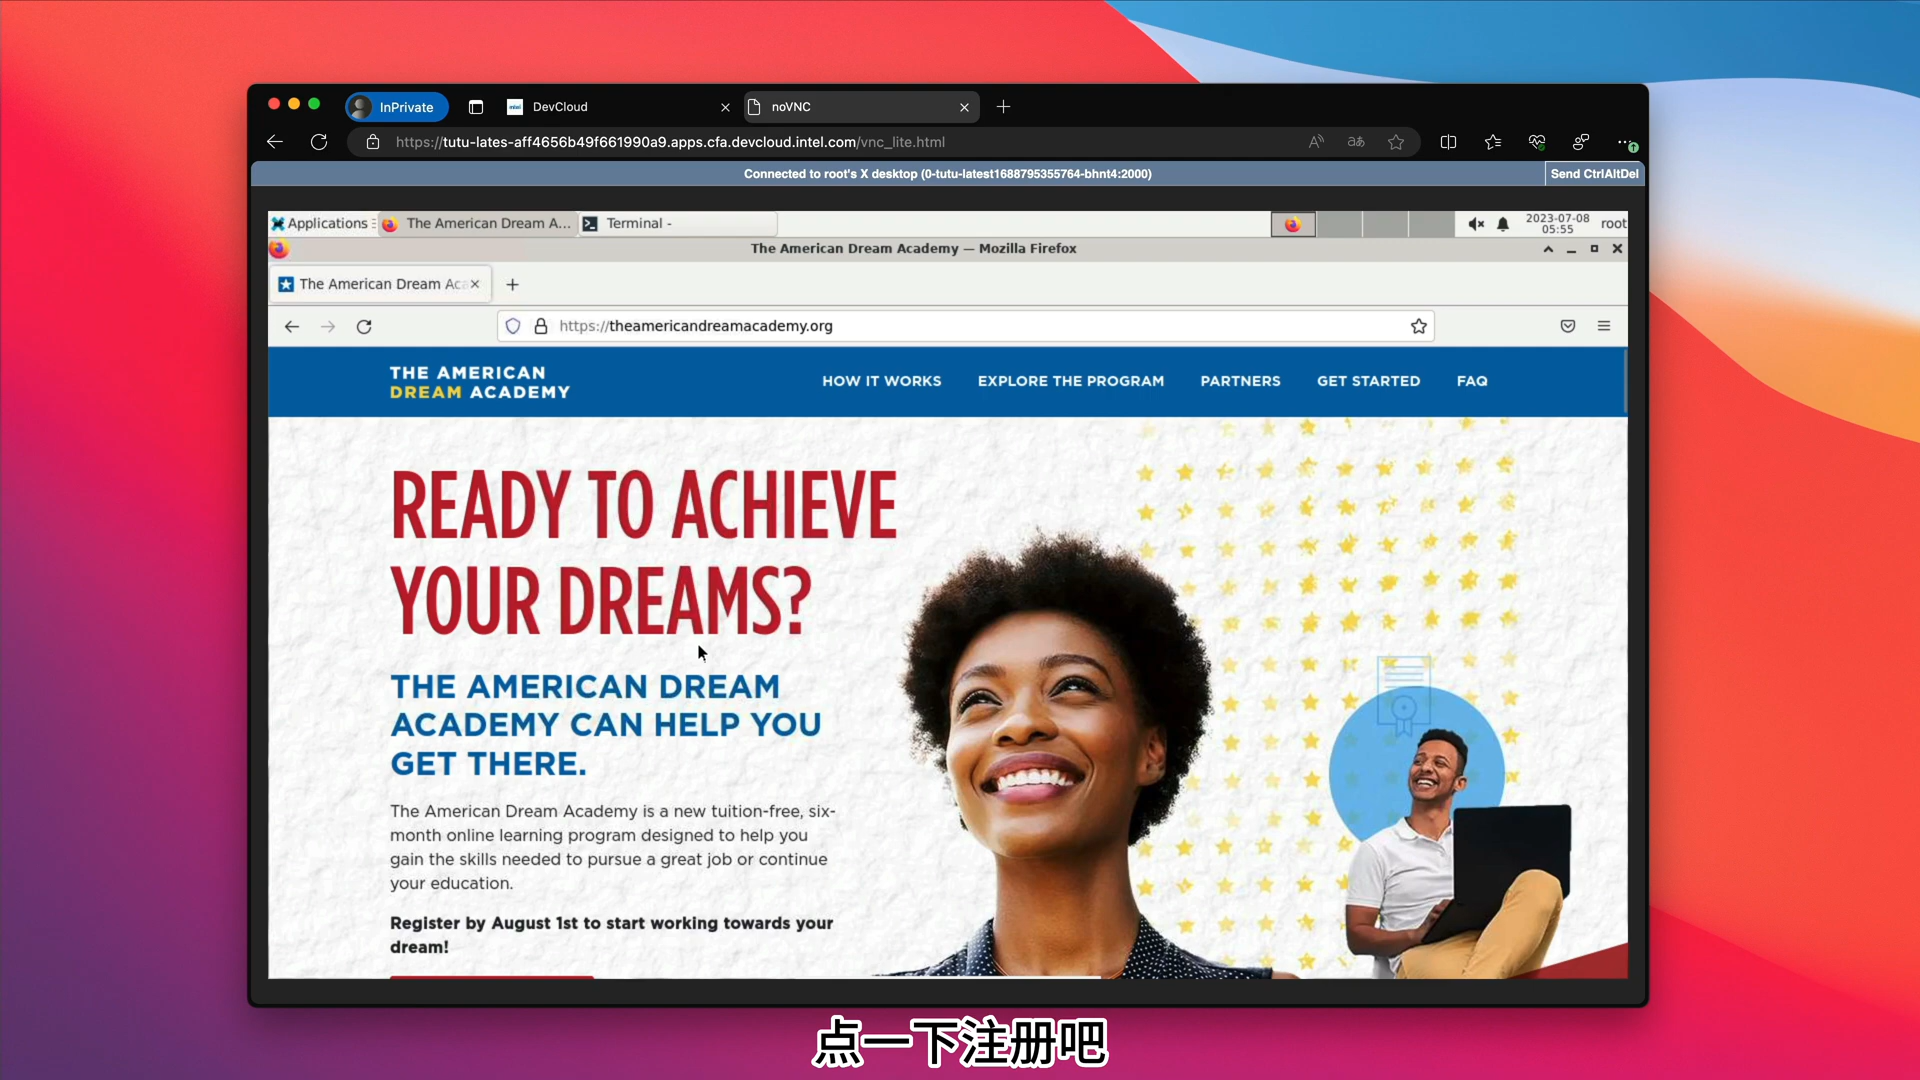 InPrivate
DevCloud
noVNC
https://tutu-lates-aff4656b49f661990a9.apps.cfa.devcloud.intel.com/vnc_lite.html
Connected to root's X desktop (0-tutu-latest1688795355764-bhnt4:2000)
Send CtrlAltDel
Applications
The American Dream A...
Terminal -
2023-07-08
05:55
root
The American Dream Academy — Mozilla Firefox
The American Dream Aca
https://theamericandreamacademy.org
THE AMERICAN
DREAM ACADEMY
HOW IT WORKS
EXPLORE THE PROGRAM
PARTNERS
GET STARTED
FAQ
READY TO ACHIEVE
YOUR DREAMS?
THE AMERICAN DREAM
ACADEMY CAN HELP YOU
GET THERE.
The American Dream Academy is a new tuition-free, six-
month online learning program designed to help you
gain the skills needed to pursue a great job or continue
your education.
Register by August 1st to start working towards your
dream!
点一下注册吧